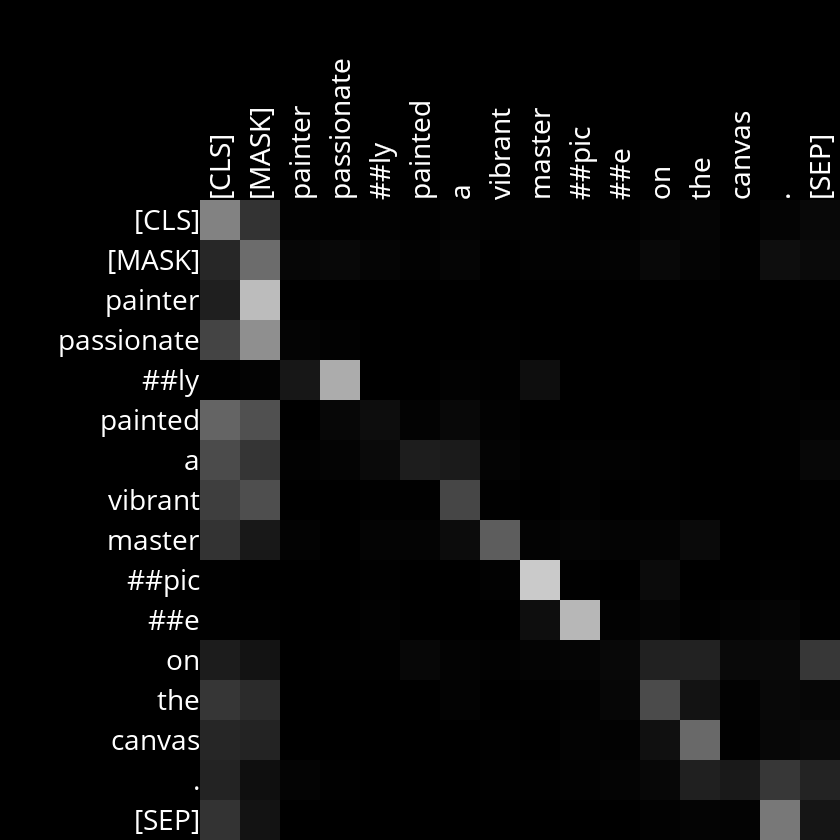 [CLS] [MASK] painter passionate ##ly painted a vibrant master ##pic ##e on the canvas . [SEP]
[CLS]
[MASK]
painter
passionate
##ly
painted
a
vibrant
master
##pic
##e
on
the
canvas
.
[SEP]